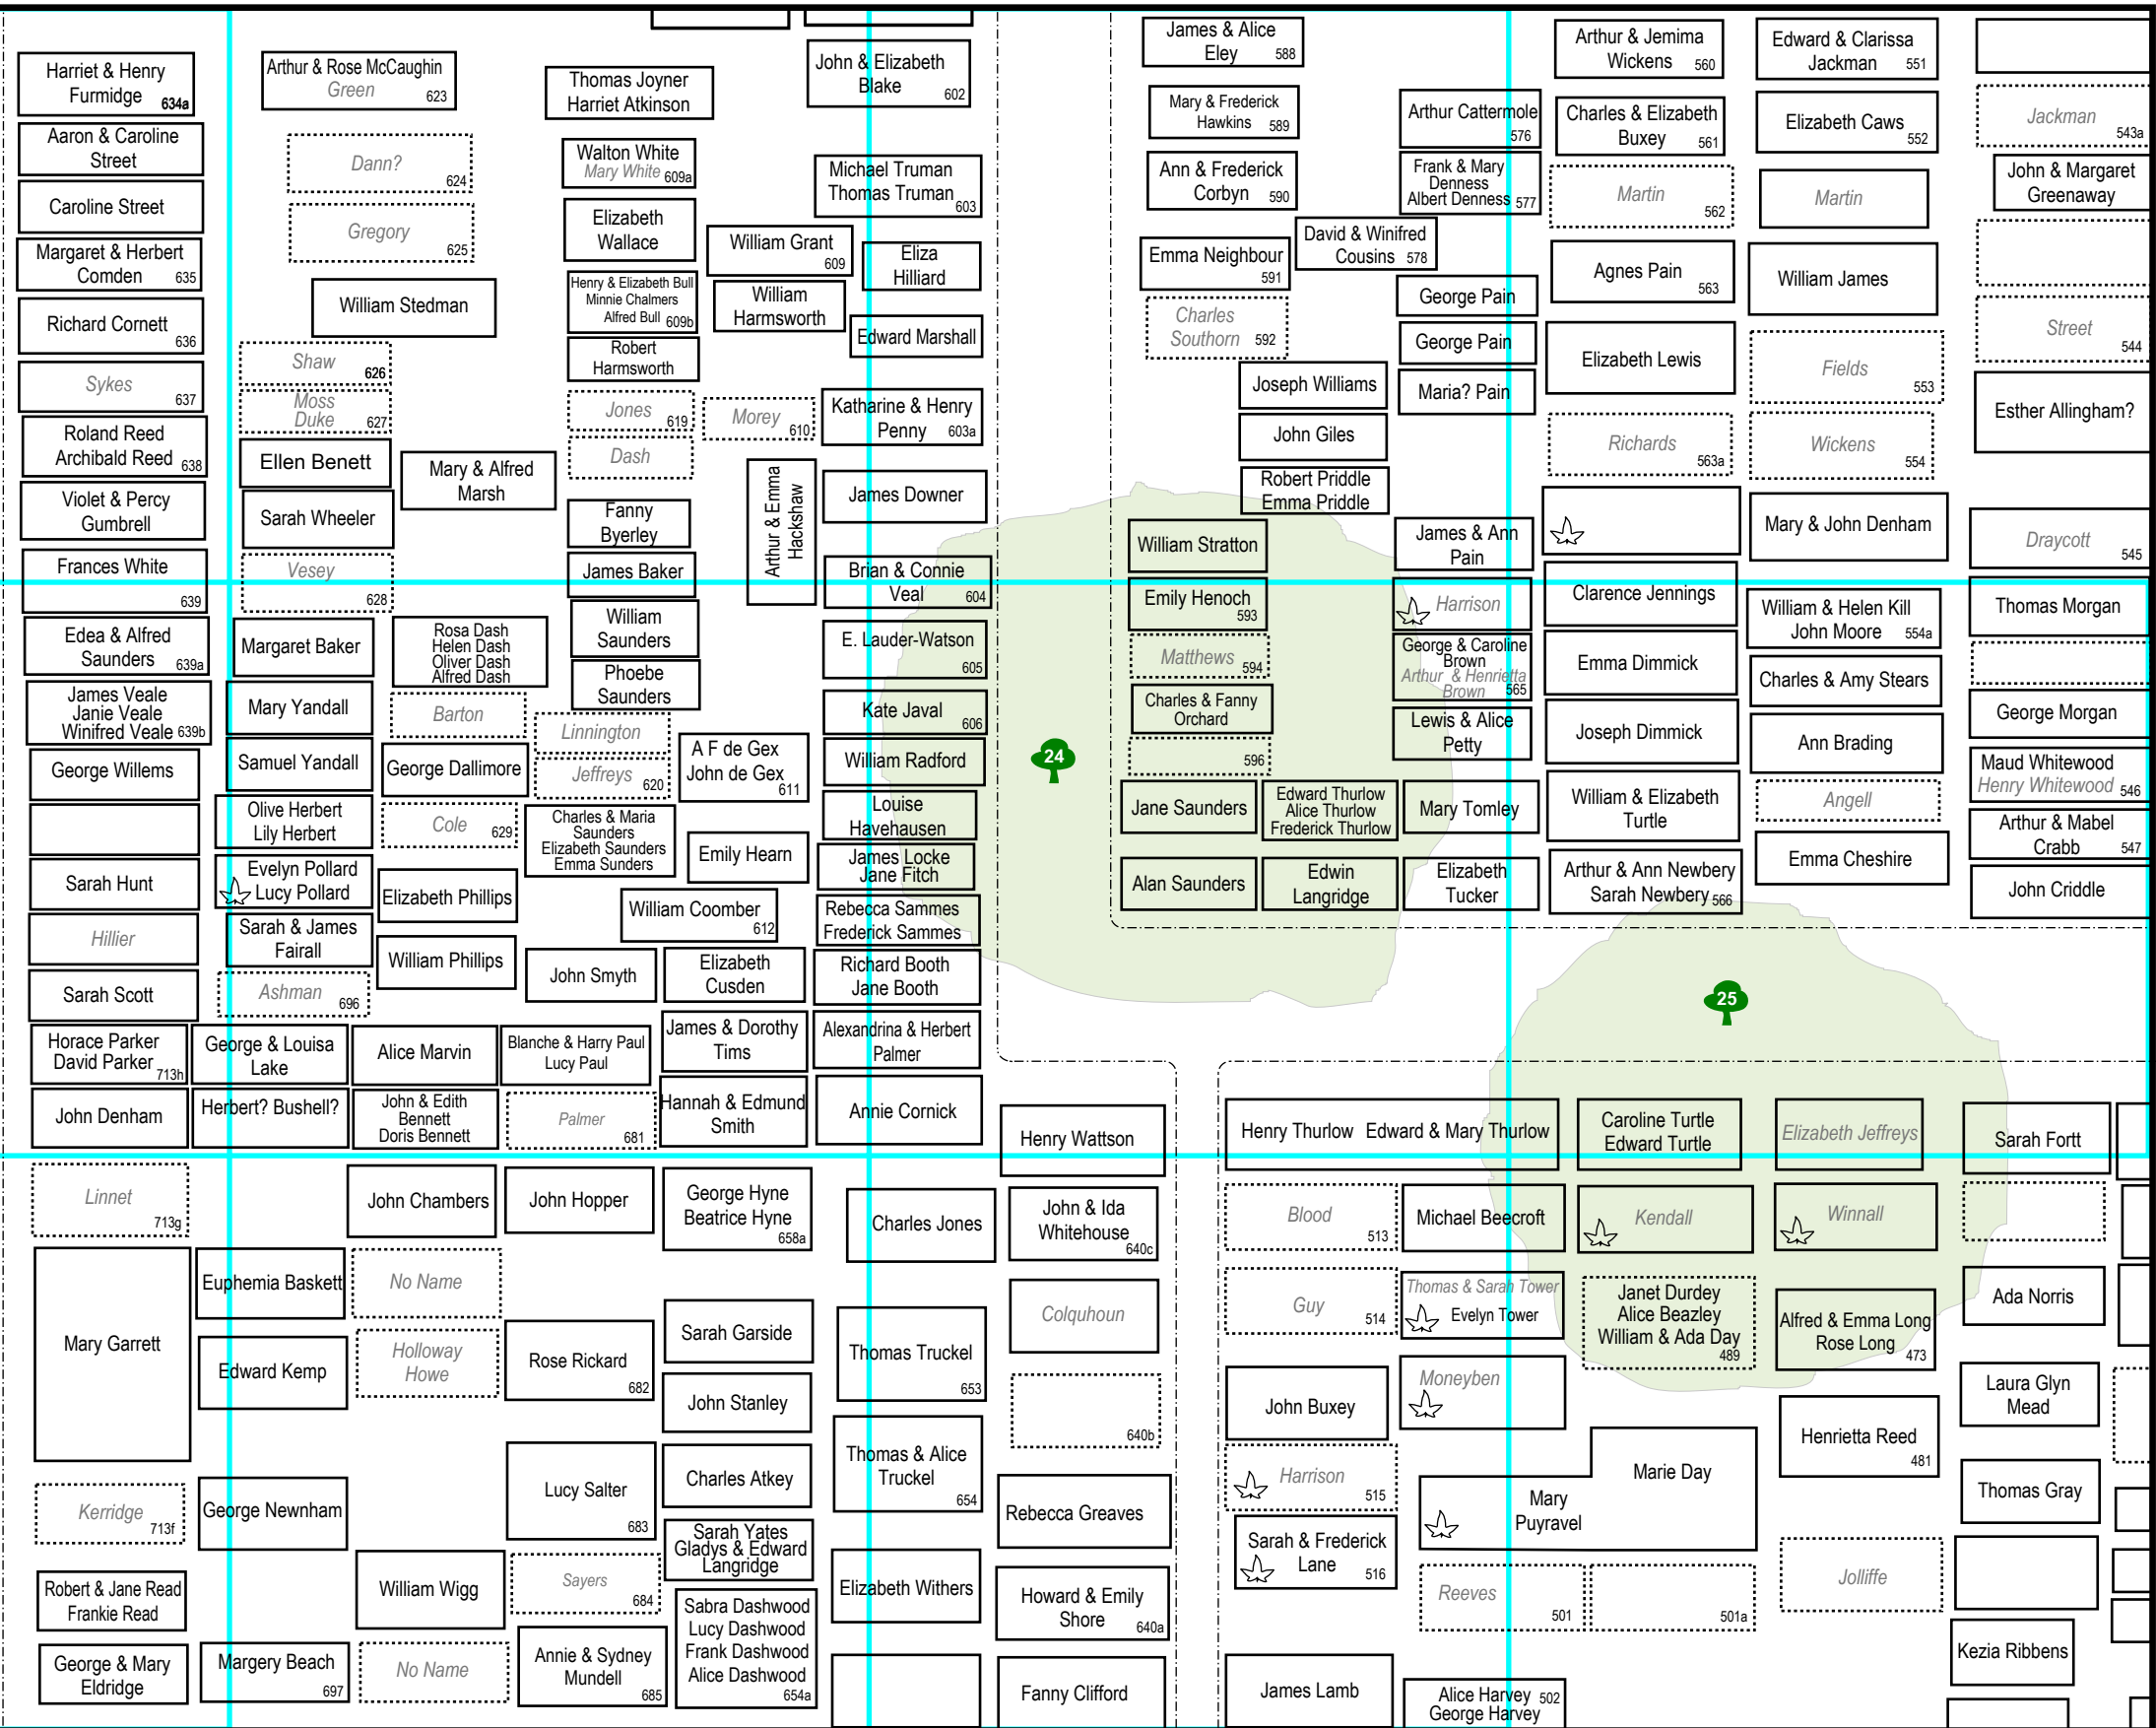 Harriet & Henry
Furmidge 634a
Aaron & Caroline
Street
Caroline Street
Margaret & Herbert
Comden 635
Richard Cornett
636
Sykes
637
Roland Reed
Archibald Reed 638
Violet & Percy
Gumbrell
Frances White
639
Edea & Alfred
Saunders 639a
James Veale
Janie Veale
Winifred Veale 639b
George Willems
Sarah Hunt
Hillier
Sarah Scott
Horace Parker
David Parker 713h
John Denham
Linnet
713g
Mary Garrett
Kerridge
713f
Robert & Jane Read
Frankie Read
George & Mary
Eldridge
Arthur & Rose McCaughin
Green 623
Dann?
624
Gregory
625
William Stedman
Shaw
626
Moss
Duke 627
Ellen Benett
Mary & Alfred
Marsh
Sarah Wheeler
Vesey
628
Margaret Baker
Rosa Dash
Helen Dash
Oliver Dash
Alfred Dash
Mary Yandall
Barton
Samuel Yandall
George Dallimore
Olive Herbert
Lily Herbert
Cole
629
Evelyn Pollard
Lucy Pollard
Elizabeth Phillips
Sarah & James
Fairall
William Phillips
Ashman
696
George & Louisa
Lake
Alice Marvin
Herbert? Bushell?
John & Edith
Bennett
Doris Bennett
John Chambers
Euphemia Baskett
No Name
Edward Kemp
Holloway
Howe
George Newnham
William Wigg
Margery Beach
697
No Name
Thomas Joyner
Harriet Atkinson
Walton White
Mary White 609a
Elizabeth
Wallace
William Grant
609
Henry & Elizabeth Bull
Minnie Chalmers
Alfred Bull 609b
William
Harmsworth
Robert
Harmsworth
Jones
619
Morey
610
Dash
Arthur & Emma
Hackshaw
Fanny
Byerley
James Baker
William
Saunders
Phoebe
Saunders
Linnington
Jeffreys
620
A F de Gex
John de Gex
611
Charles & Maria
Saunders
Elizabeth Saunders
Emma Sunders
Emily Hearn
William Coomber
612
John Smyth
Elizabeth
Cusden
Blanche & Harry Paul
Lucy Paul
James & Dorothy
Tims
Palmer
681
Hannah & Edmund
Smith
John Hopper
George Hyne
Beatrice Hyne
658a
Rose Rickard
682
Sarah Garside
John Stanley
Lucy Salter
683
Charles Atkey
Sarah Yates
Gladys & Edward
Langridge
Sayers
684
Sabra Dashwood
Lucy Dashwood
Frank Dashwood
Alice Dashwood
654a
Annie & Sydney
Mundell
685
John & Elizabeth
Blake 602
Michael Truman
Thomas Truman
603
Eliza
Hilliard
Edward Marshall
Katharine & Henry
Penny 603a
James Downer
Brian & Connie
Veal 604
E. Lauder-Watson
605
Kate Javal
606
William Radford
Louise
Havehausen
James Locke
Jane Fitch
Rebecca Sammes
Frederick Sammes
Richard Booth
Jane Booth
Alexandrina & Herbert
Palmer
Annie Cornick
Charles Jones
Thomas Truckel
653
Thomas & Alice
Truckel
654
Elizabeth Withers
Henry Wattson
John & Ida
Whitehouse
640c
Colquhoun
640b
Rebecca Greaves
Howard & Emily
Shore
640a
Fanny Clifford
24
James & Alice
Eley 588
Mary & Frederick
Hawkins 589
Ann & Frederick
Corbyn 590
Emma Neighbour
591
Charles
Southorn 592
David & Winifred
Cousins 578
Joseph Williams
John Giles
Robert Priddle
Emma Priddle
William Stratton
Emily Henoch
593
Matthews
594
Charles & Fanny
Orchard
596
Jane Saunders
Edward Thurlow
Alice Thurlow
Frederick Thurlow
Mary Tomley
Alan Saunders
Edwin
Langridge
Elizabeth
Tucker
Arthur Cattermole
576
Frank & Mary
Denness
Albert Denness 577
George Pain
George Pain
Maria? Pain
James & Ann
Pain
Harrison
George & Caroline
Brown
Arthur & Henrietta
Brown 565
Lewis & Alice
Petty
Arthur & Jemima
Wickens 560
Charles & Elizabeth
Buxey 561
Martin
562
Agnes Pain
563
Elizabeth Lewis
Richards
563a
Clarence Jennings
Emma Dimmick
Joseph Dimmick
William & Elizabeth
Turtle
Arthur & Ann Newbery
Sarah Newbery 566
Edward & Clarissa
Jackman 551
Elizabeth Caws
552
Martin
William James
Fields
553
Wickens
554
Mary & John Denham
William & Helen Kill
John Moore 554a
Charles & Amy Stears
Ann Brading
Angell
Emma Cheshire
Jackman
543a
John & Margaret
Greenaway
Street
544
Esther Allingham?
Draycott
545
Thomas Morgan
George Morgan
Maud Whitewood
Henry Whitewood 546
Arthur & Mabel
Crabb 547
John Criddle
25
Henry Thurlow Edward & Mary Thurlow
Caroline Turtle
Edward Turtle
Elizabeth Jeffreys
Sarah Fortt
Blood
513
Michael Beecroft
Kendall
Winnall
Guy
514
Thomas & Sarah Tower
Evelyn Tower
Janet Durdey
Alice Beazley
William & Ada Day
489
Alfred & Emma Long
Rose Long
473
Ada Norris
John Buxey
Moneyben
Laura Glyn
Mead
Henrietta Reed
481
Harrison
515
Marie Day
Mary
Puyravel
Thomas Gray
Sarah & Frederick
Lane
516
Reeves
501
501a
Jolliffe
Kezia Ribbens
James Lamb
Alice Harvey 502
George Harvey